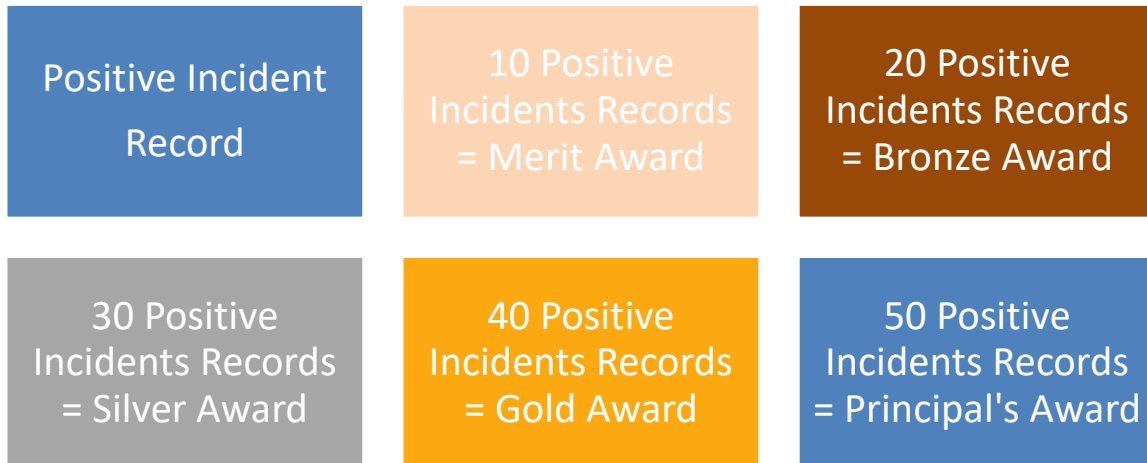 Positive Incident
Record
10 Positive
Incidents Records
= Merit Award
20 Positive
Incidents Records
= Bronze Award
30 Positive
Incidents Records
= Silver Award
40 Positive
Incidents Records
= Gold Award
50 Positive
Incidents Records
= Principal's Award